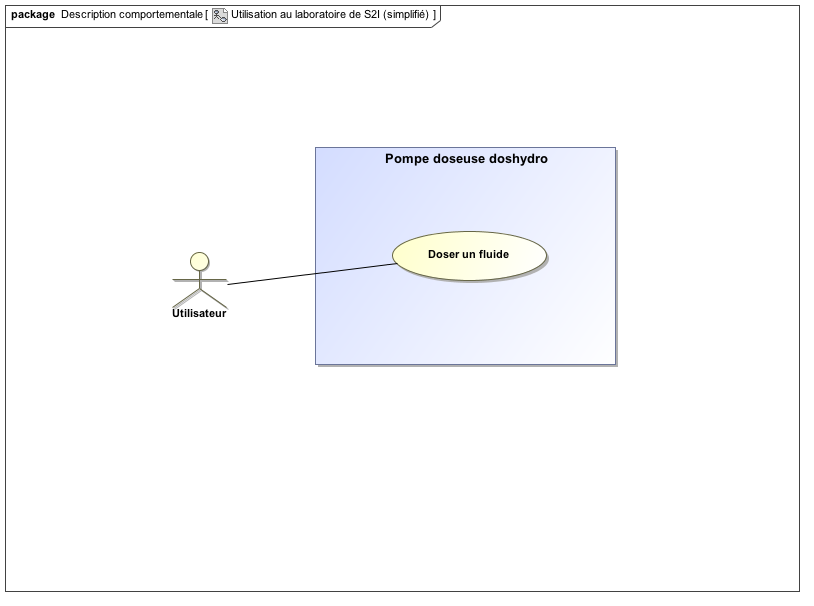 package Description comportementale [ Utilisation au laboratoire de S2I (simplifié) ]
Pompe doseuse doshydro
Doser un fluide
Utilisateur